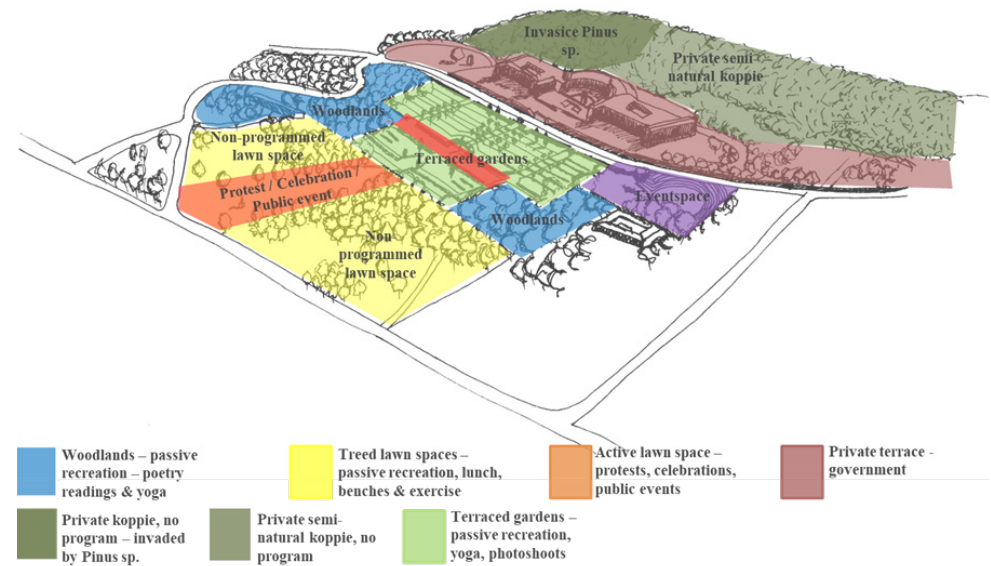 Invasice Pinus
sp.
Private semi
natural koppie
Woodlands
Non-programmed
lawn space
Terraced gardens
Protest / Celebration /
Public event
Eventspace
Woodlands
Non-
programmed
lawn space
Woodlands – passive
recreation – poetry
readings & yoga
Treed lawn spaces –
passive recreation, lunch,
benches & exercise
Active lawn space –
protests, celebrations,
public events
Private terrace -
government
Private koppie, no
program – invaded
by Pinus sp.
Private semi-
natural koppie, no
program
Terraced gardens –
passive recreation,
yoga, photoshoots